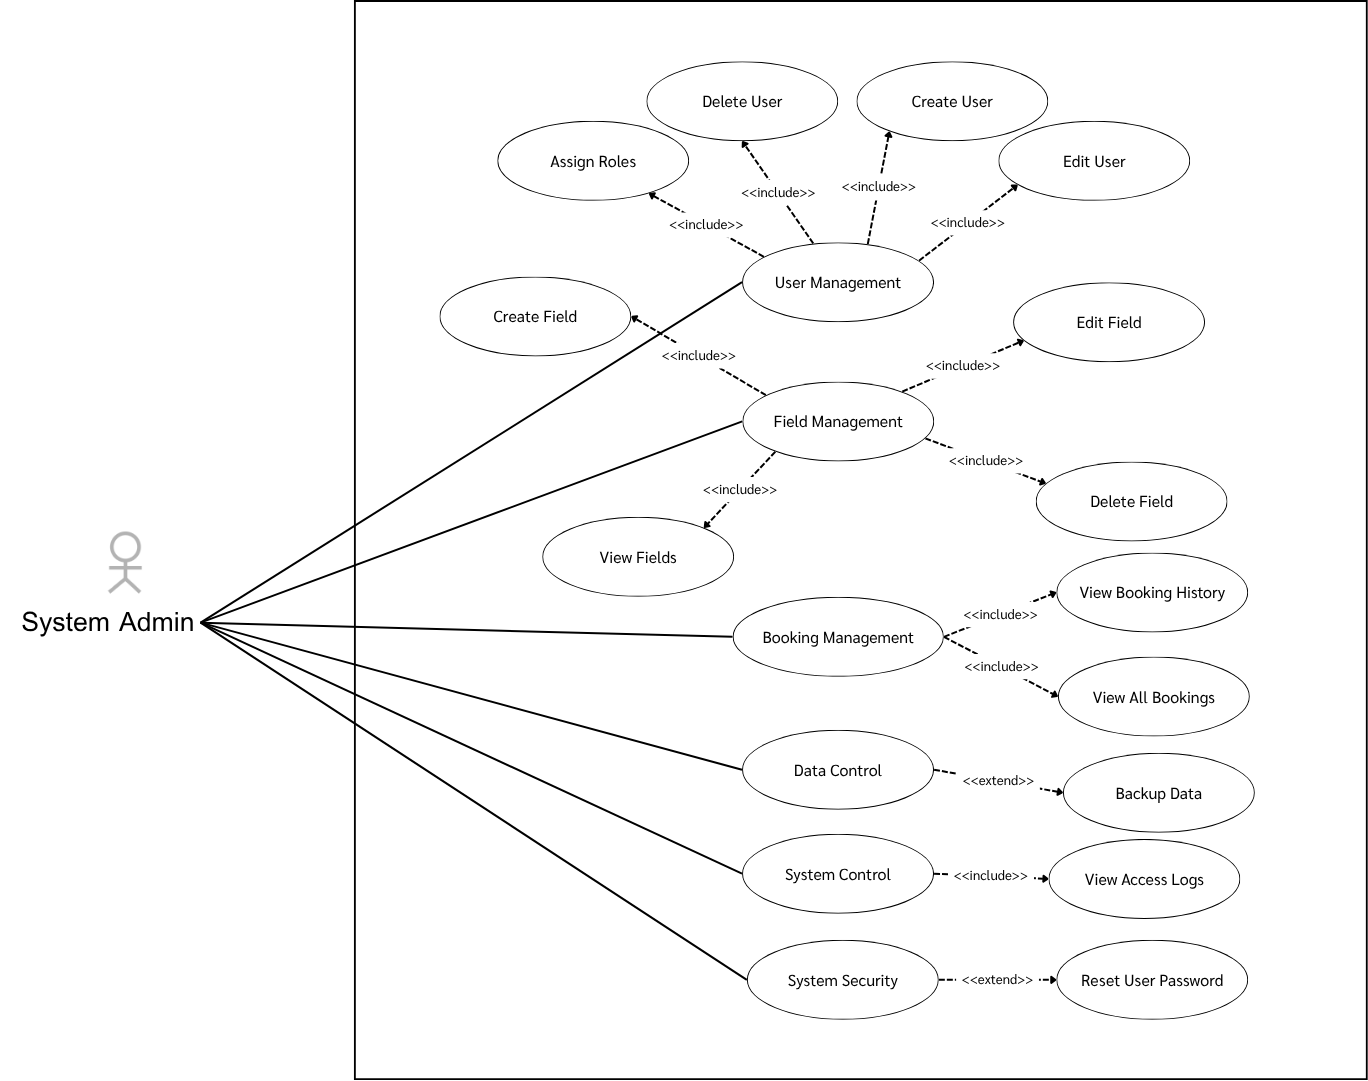 Delete User
Create User
Assign Roles
Edit User
<<include>>
<<include>>
<<include>>
<<include>>
User Management
Create Field
Edit Field
<<include>>
<<include>>
Field Management
<<include>>
<<include>>
Delete Field
View Fields
View Booking History
<<include>>
System Admin
Booking Management
<<include>>
View All Bookings
Data Control
<<extend>>
Backup Data
System Control
<<include>>
View Access Logs
System Security
<<extend>>
Reset User Password